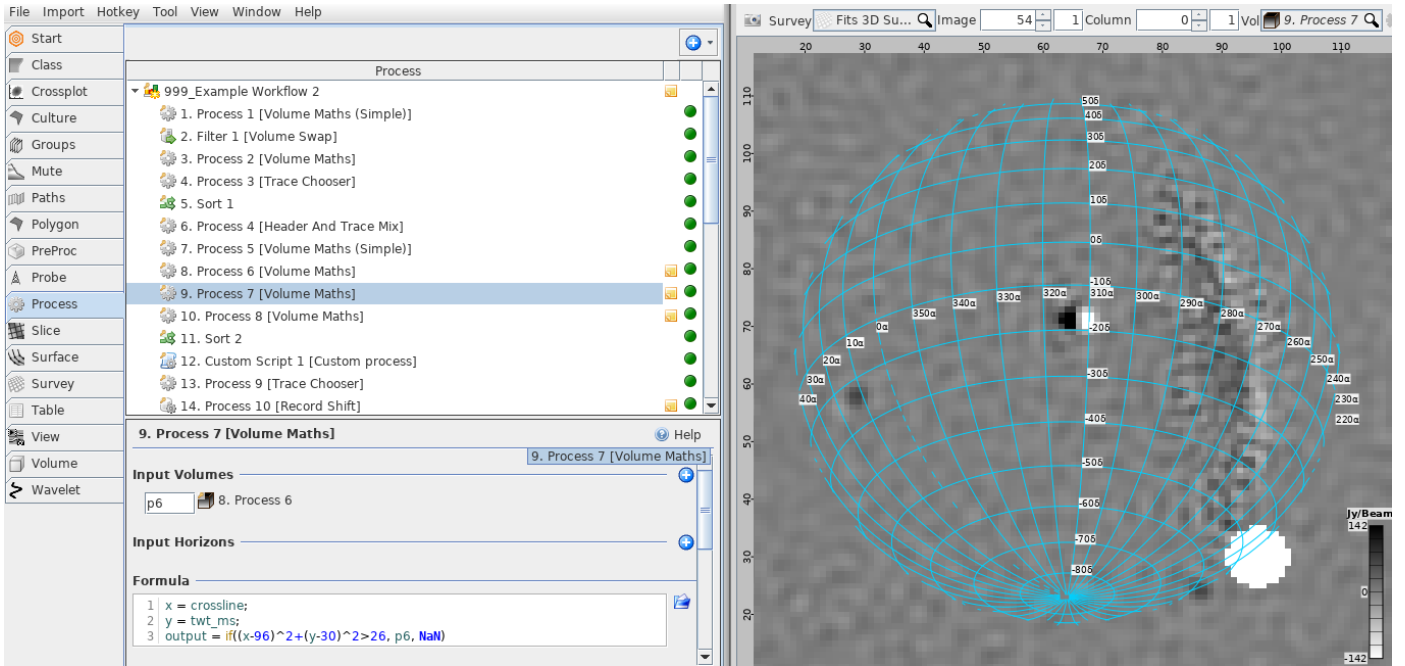 File Import Hotkey Tool View Window Help
Start
Class
Crossplot
Culture
Groups
Mute
Paths
Polygon
PreProc
Probe
Process
Slice
Surface
Survey
Table
View
Volume
Wavelet
Process
999_Example Workflow 2
1. Process 1 [Volume Maths (Simple)]
2. Filter 1 [Volume Swap]
3. Process 2 [Volume Maths]
4. Process 3 [Trace Chooser]
5. Sort 1
6. Process 4 [Header And Trace Mix]
7. Process 5 [Volume Maths (Simple)]
8. Process 6 [Volume Maths]
9. Process 7 [Volume Maths]
10. Process 8 [Volume Maths]
11. Sort 2
12. Custom Script 1 [Custom process]
13. Process 9 [Trace Chooser]
14. Process 10 [Record Shift]
9. Process 7 [Volume Maths] Help
9. Process 7 [Volume Maths]
Input Volumes
p6 8. Process 6
Input Horizons
Formula
1 x = crossline;
2 y = twt_ms;
3 output = if((x-96)^2+(y-30)^2>26, p6, NaN)
Survey Fits 3D Su... Image 54 1 Column 0 1 Vol 9. Process 7
20 30 40 50 60 70 80 90 100 110
110
100
90
80
70
60
50
40
30
20
50δ
40δ
30δ
20δ
10δ
0δ
-10δ
340α 330α 320α 310α 300α 290α
0α 350α 280α 270α
-20δ
10α 260α
20α 250α
30α -30δ 240α
40α 230α
-40δ 220α
-50δ
-60δ
-70δ
-80δ
Jy/Beam
142
0
-142